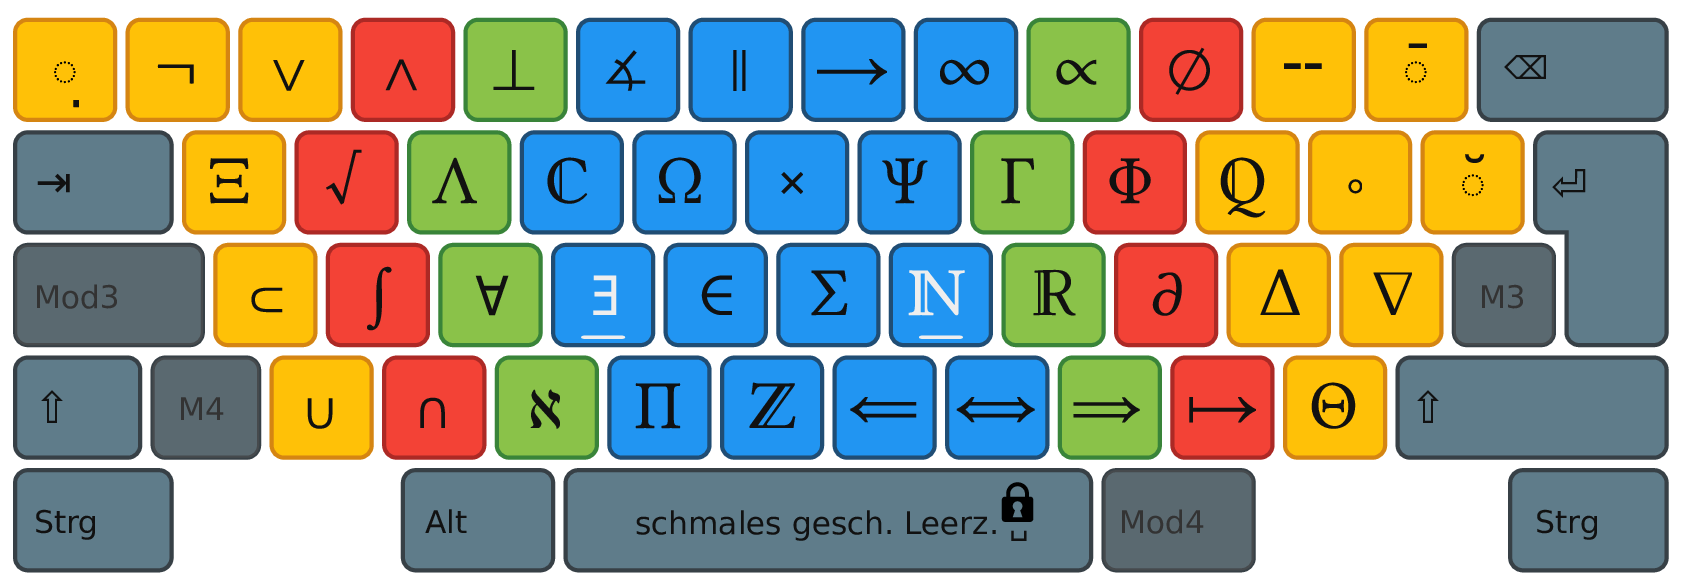 ◌̣ ¬ ∨ ∧ ⊥ ∡ ∥ → ∞ ∝ ∅ ╌ ◌̄ ⌫
⇥ Ξ √ Λ ℂ Ω × Ψ Γ Φ ℚ ∘ ◌̆ ⏎
Mod3 ⊂ ∫ ∀ ∃ ∈ Σ ℕ ℝ ∂ Δ ∇ M3
⇧ M4 ∪ ∩ ℵ Π ℤ ⇐ ⇔ ⇒ ↦ Θ ⇧
Strg Alt schmales gesch. Leerz. ␣ Mod4 Strg